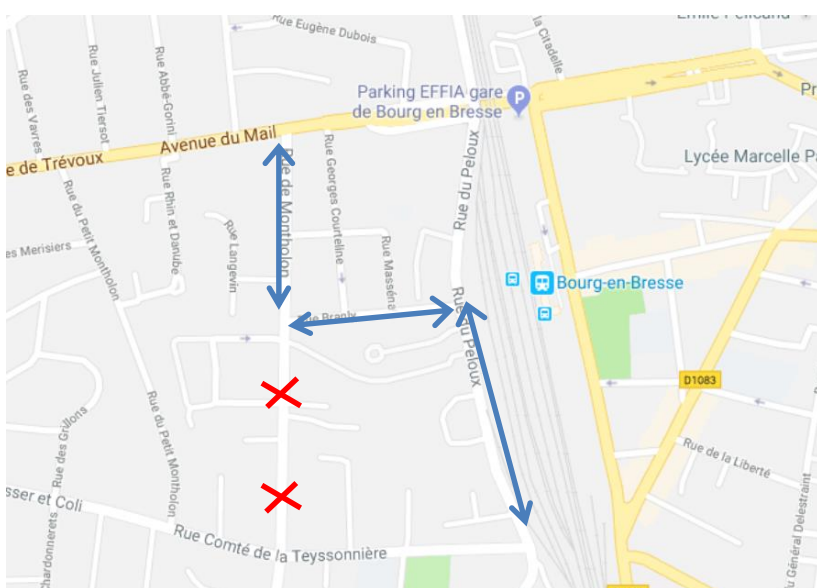 Emile Pelicand
Rue Eugène Dubois
la Citadelle
Parking EFFIA gare
de Bourg en Bresse
P
Pr
Rue des Vavres
Rue Julien Tiersot
Rue Abbé-Gorini
Avenue du Mail
e de Trévoux
Rue de Montholon
Rue Georges Courteline
Rue du Peloux
Lycée Marcelle Pa
Rue du Petit Montholon
Rue Rhin et Danube
Rue Langevin
Rue Masséna
es Merisiers
Bourg-en-Bresse
Rue Branly
Rue du Peloux
D1083
Rue du Petit Montholon
Rue des Grillons
Rue de la Liberté
sser et Coli
Rue Comté de la Teyssonnière
Chardonnerets
Général Delestraint